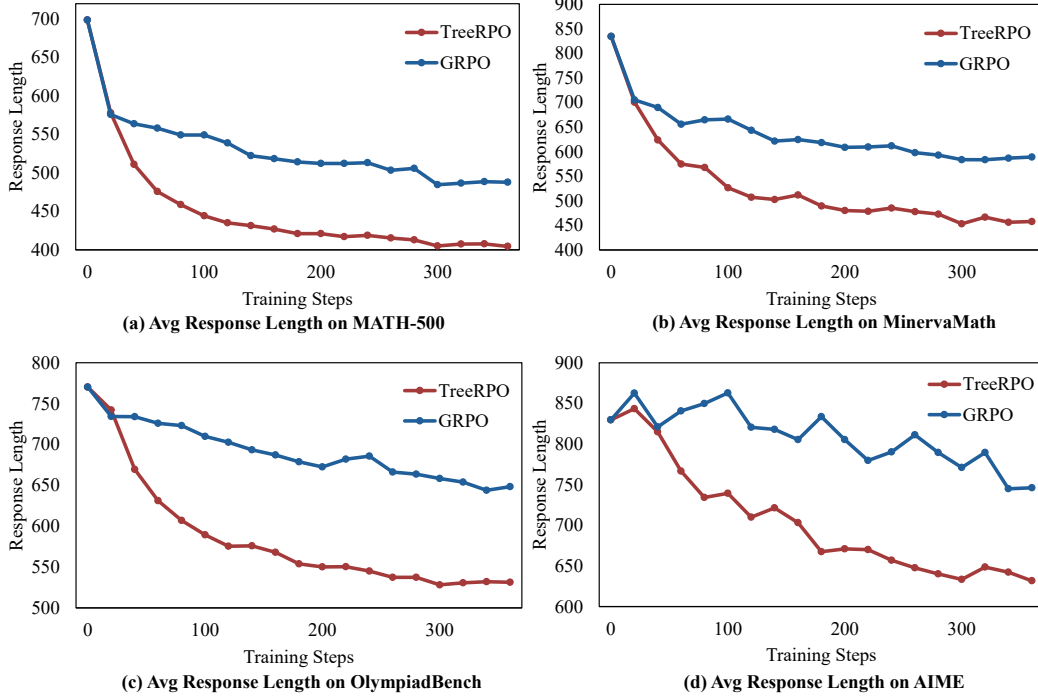 700
650
600
550
500
450
400
Response Length
TreeRPO
GRPO
0
100
200
300
Training Steps
(a) Avg Response Length on MATH-500
900
850
800
750
700
650
600
550
500
450
400
Response Length
TreeRPO
GRPO
0
100
200
300
Training Steps
(b) Avg Response Length on MinervaMath
800
750
700
650
600
550
500
Response Length
TreeRPO
GRPO
0
100
200
300
Training Steps
(c) Avg Response Length on OlympiadBench
900
850
800
750
700
650
600
Response Length
TreeRPO
GRPO
0
100
200
300
Training Steps
(d) Avg Response Length on AIME